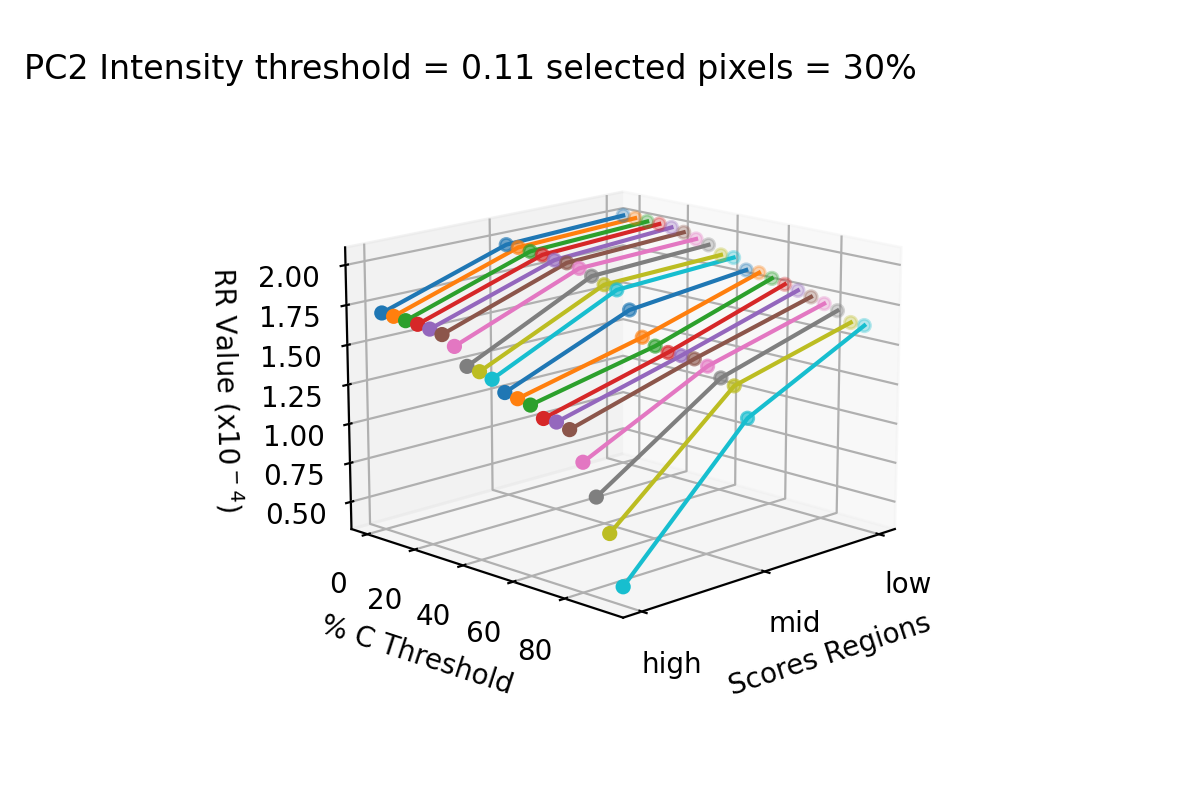 PC2 Intensity threshold = 0.11 selected pixels = 30%
RR Value (x10⁻⁴)
2.00
1.75
1.50
1.25
1.00
0.75
0.50
0
20
40
60
80
% C Threshold
high
mid
low
Scores Regions